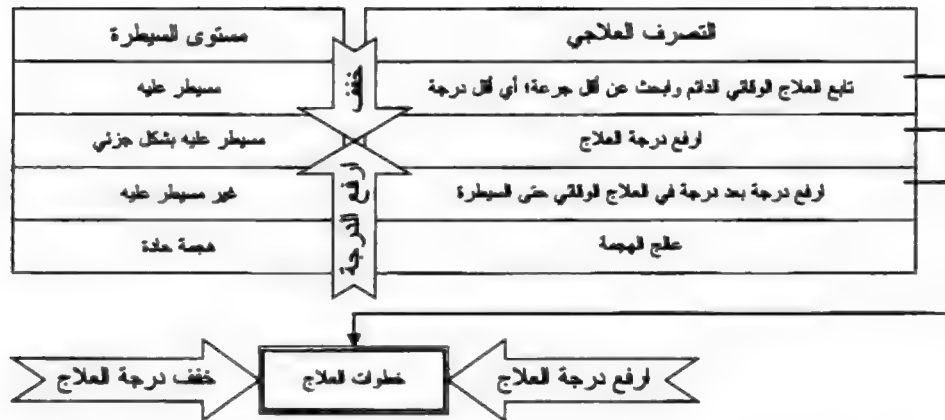 التصرف العلاجي
مستوى السيطرة
تابع العلاج الوقائي الدائم وابحث عن أقل جرعة؛ أي أقل درجة
مسيطر عليه
ارفع درجة العلاج
مسيطر عليه بشكل جزئي
ارفع درجة بعد درجة في العلاج الوقائي حتى السيطرة
غير مسيطر عليه
عالج الهجمة
هجمة حادة
خفف
ارفع الدرجة
ارفع درجة العلاج
خطوات العلاج
خفف درجة العلاج